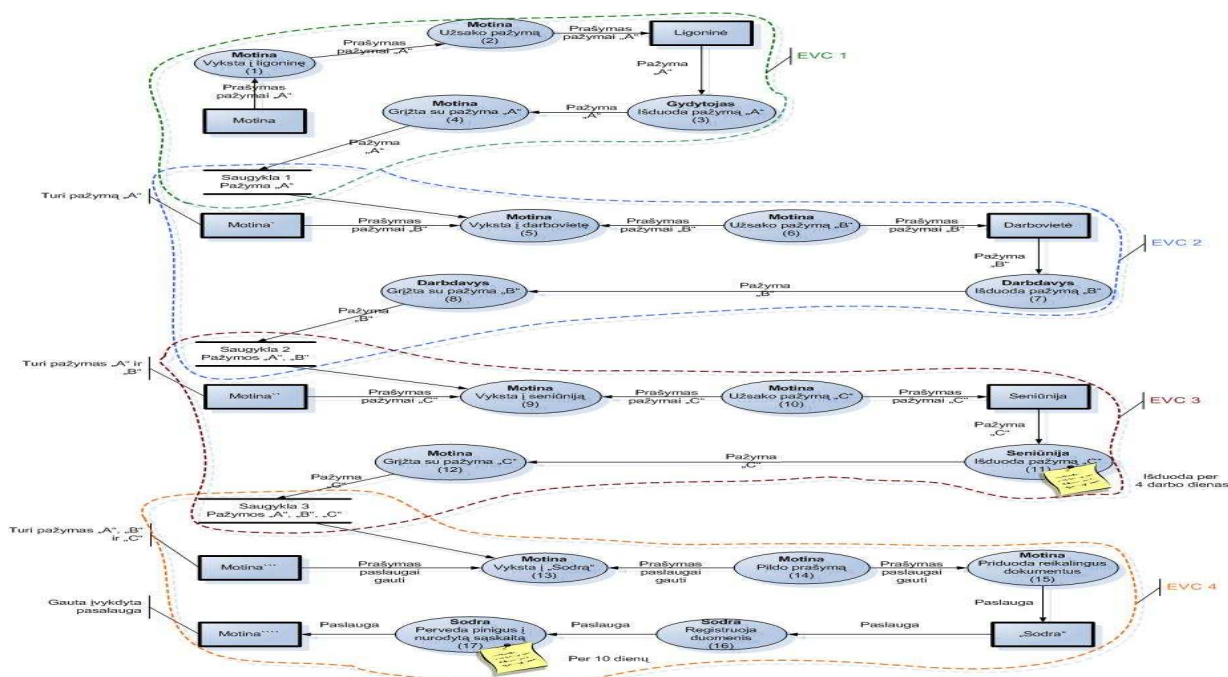 Motina
Užsako pažymą
(2)
Prašymas
pažymai „A“
Ligoninė
EVC 1
Prašymas
pažymai „A“
Motina
Vyksta į ligoninę
(1)
Pažyma
„A“
Prašymas
pažymai „A“
Motina
Motina
Grįžta su pažyma „A“
(4)
Pažyma
„A“
Gydytojas
Išduoda pažymą „A“
(3)
Pažyma
„A“
Saugykla 1
Pažyma „A“
Turi pažymą „A“
Motina`
Prašymas
pažymai „B“
Motina
Vyksta į darbovietę
(5)
Prašymas
pažymai „B“
Motina
Užsako pažymą „B“
(6)
Prašymas
pažymai „B“
Darbovietė
EVC 2
Pažyma
„B“
Darbdavys
Grįžta su pažyma „B“
(8)
Pažyma
„B“
Darbdavys
Išduoda pažymą „B“
(7)
Pažyma
„B“
Saugykla 2
Pažymos „A“, „B“
Turi pažymas „A“ ir
„B“
Motina``
Prašymas
pažymai „C“
Motina
Vyksta į seniūniją
(9)
Prašymas
pažymai „C“
Motina
Užsako pažymą „C“
(10)
Prašymas
pažymai „C“
Seniūnija
EVC 3
Pažyma
„C“
Motina
Grįžta su pažyma „C“
(12)
Pažyma
„C“
Seniūnija
Išduoda pažymą „C“
(11)
Išduoda per
4 darbo dienas
Pažyma
„C“
Saugykla 3
Pažymos „A“, „B“, „C“
Turi pažymas „A“, „B“
ir „C“
Motina```
Prašymas
paslaugai
gauti
Motina
Vyksta į „Sodrą“
(13)
Prašymas
paslaugai
gauti
Motina
Pildo prašymą
(14)
Prašymas
paslaugai
gauti
Motina
Priduoda reikalingus
dokumentus
(15)
EVC 4
Paslauga
Gauta įvykdyta
pasalauga
Motina````
Paslauga
Sodra
Perveda pinigus į
nurodytą sąskaitą
(17)
Paslauga
Sodra
Registruoja
duomenis
(16)
Paslauga
„Sodra“
Per 10 dienų